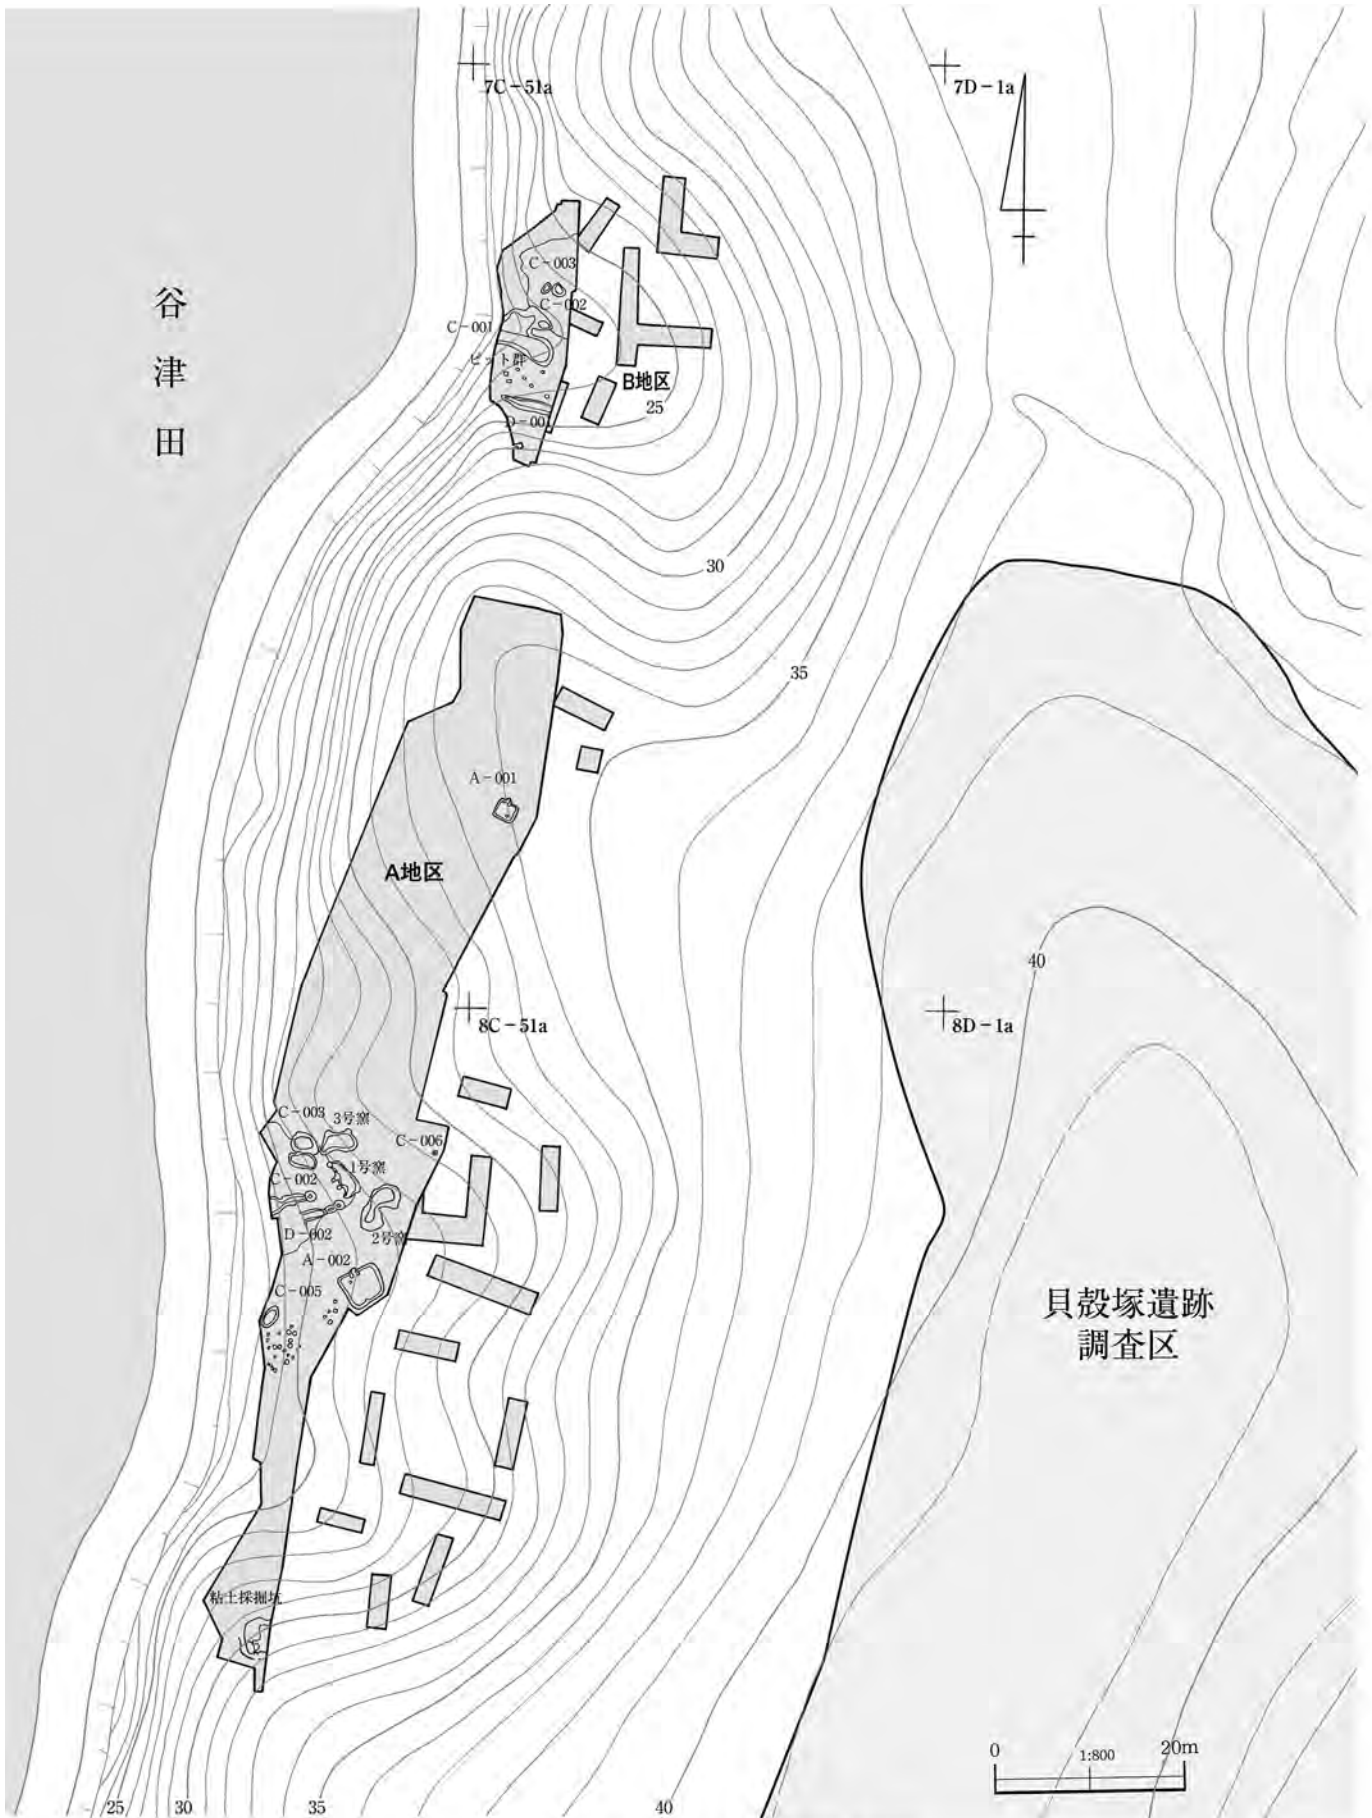 7C-51a
7D-1a
谷津田
C-003
C-002
C-001
ピット群
B地区
25
D-001
30
35
A-001
A地区
40
8C-51a
8D-1a
C-003
3号窯
C-006
1号窯
C-002
D-002
2号窯
A-002
C-005
貝殻塚遺跡
調査区
粘土採掘坑
0
1:800
20m
25
30
35
40